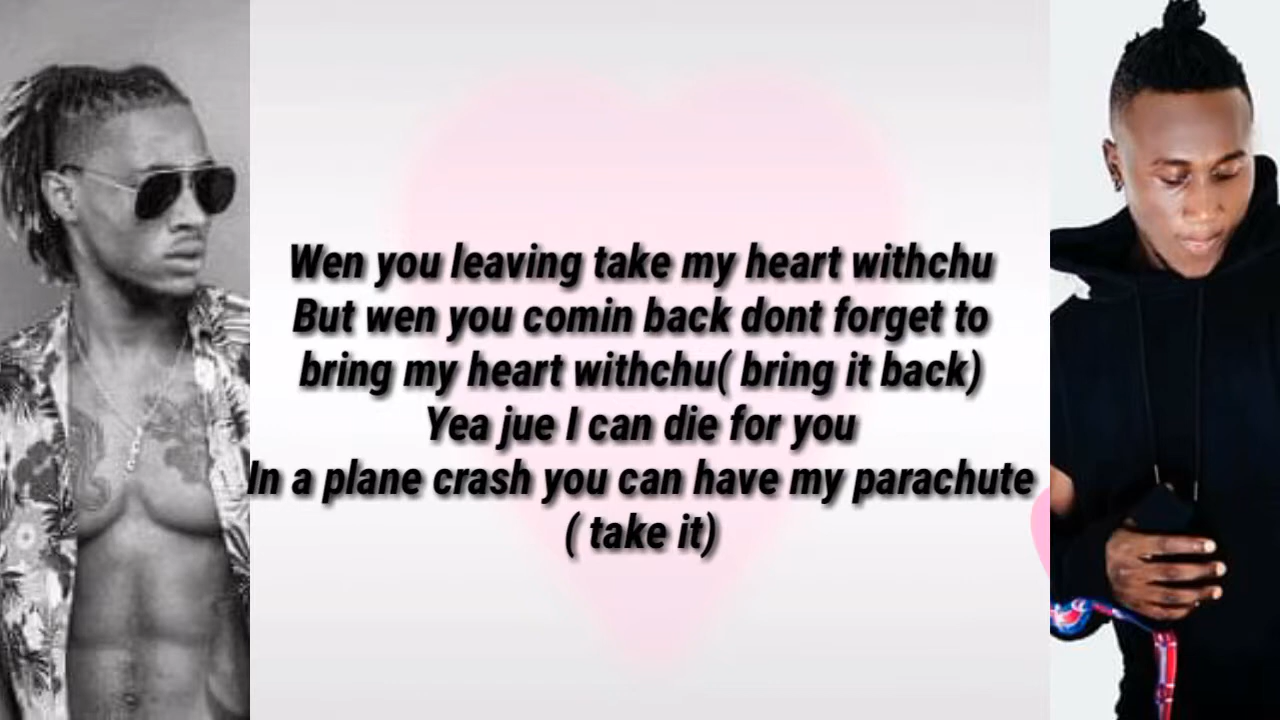 Wen you leaving take my heart withchu
But wen you comin back dont forget to
bring my heart withchu( bring it back)
Yea jue I can die for you
In a plane crash you can have my parachute
( take it)